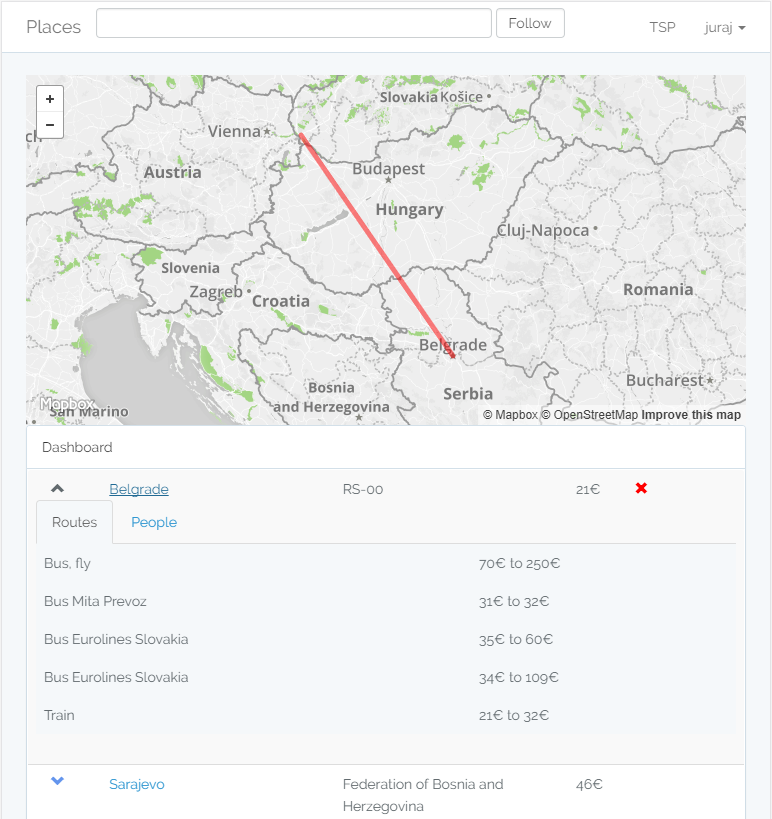 Places
Follow
TSP
juraj
+
−
Slovakia Košice
Vienna
Austria
Budapest
Hungary
Cluj-Napoca
Slovenia
Zagreb
Croatia
Romania
Belgrade
Bosnia
and Herzegovina
Serbia
Bucharest
Mapbox
San Marino
© Mapbox © OpenStreetMap Improve this map
Dashboard
Belgrade RS-00 21€
Routes People
Bus, fly 70€ to 250€
Bus Mita Prevoz 31€ to 32€
Bus Eurolines Slovakia 35€ to 60€
Bus Eurolines Slovakia 34€ to 109€
Train 21€ to 32€
Sarajevo Federation of Bosnia and 46€
Herzegovina